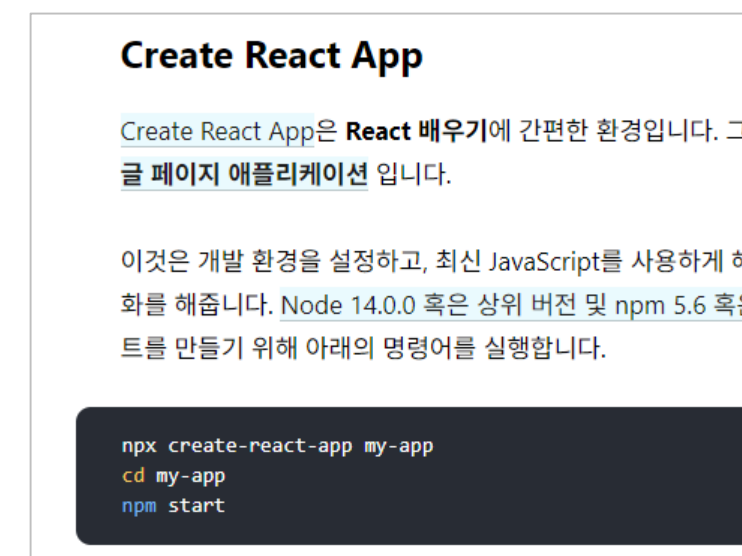 Create React App
Create React App은 React 배우기에 간편한 환경입니다. 그
글 페이지 애플리케이션 입니다.
이것은 개발 환경을 설정하고, 최신 JavaScript를 사용하게 해
화를 해줍니다. Node 14.0.0 혹은 상위 버전 및 npm 5.6 혹은
트를 만들기 위해 아래의 명령어를 실행합니다.
npx create-react-app my-app
cd my-app
npm start